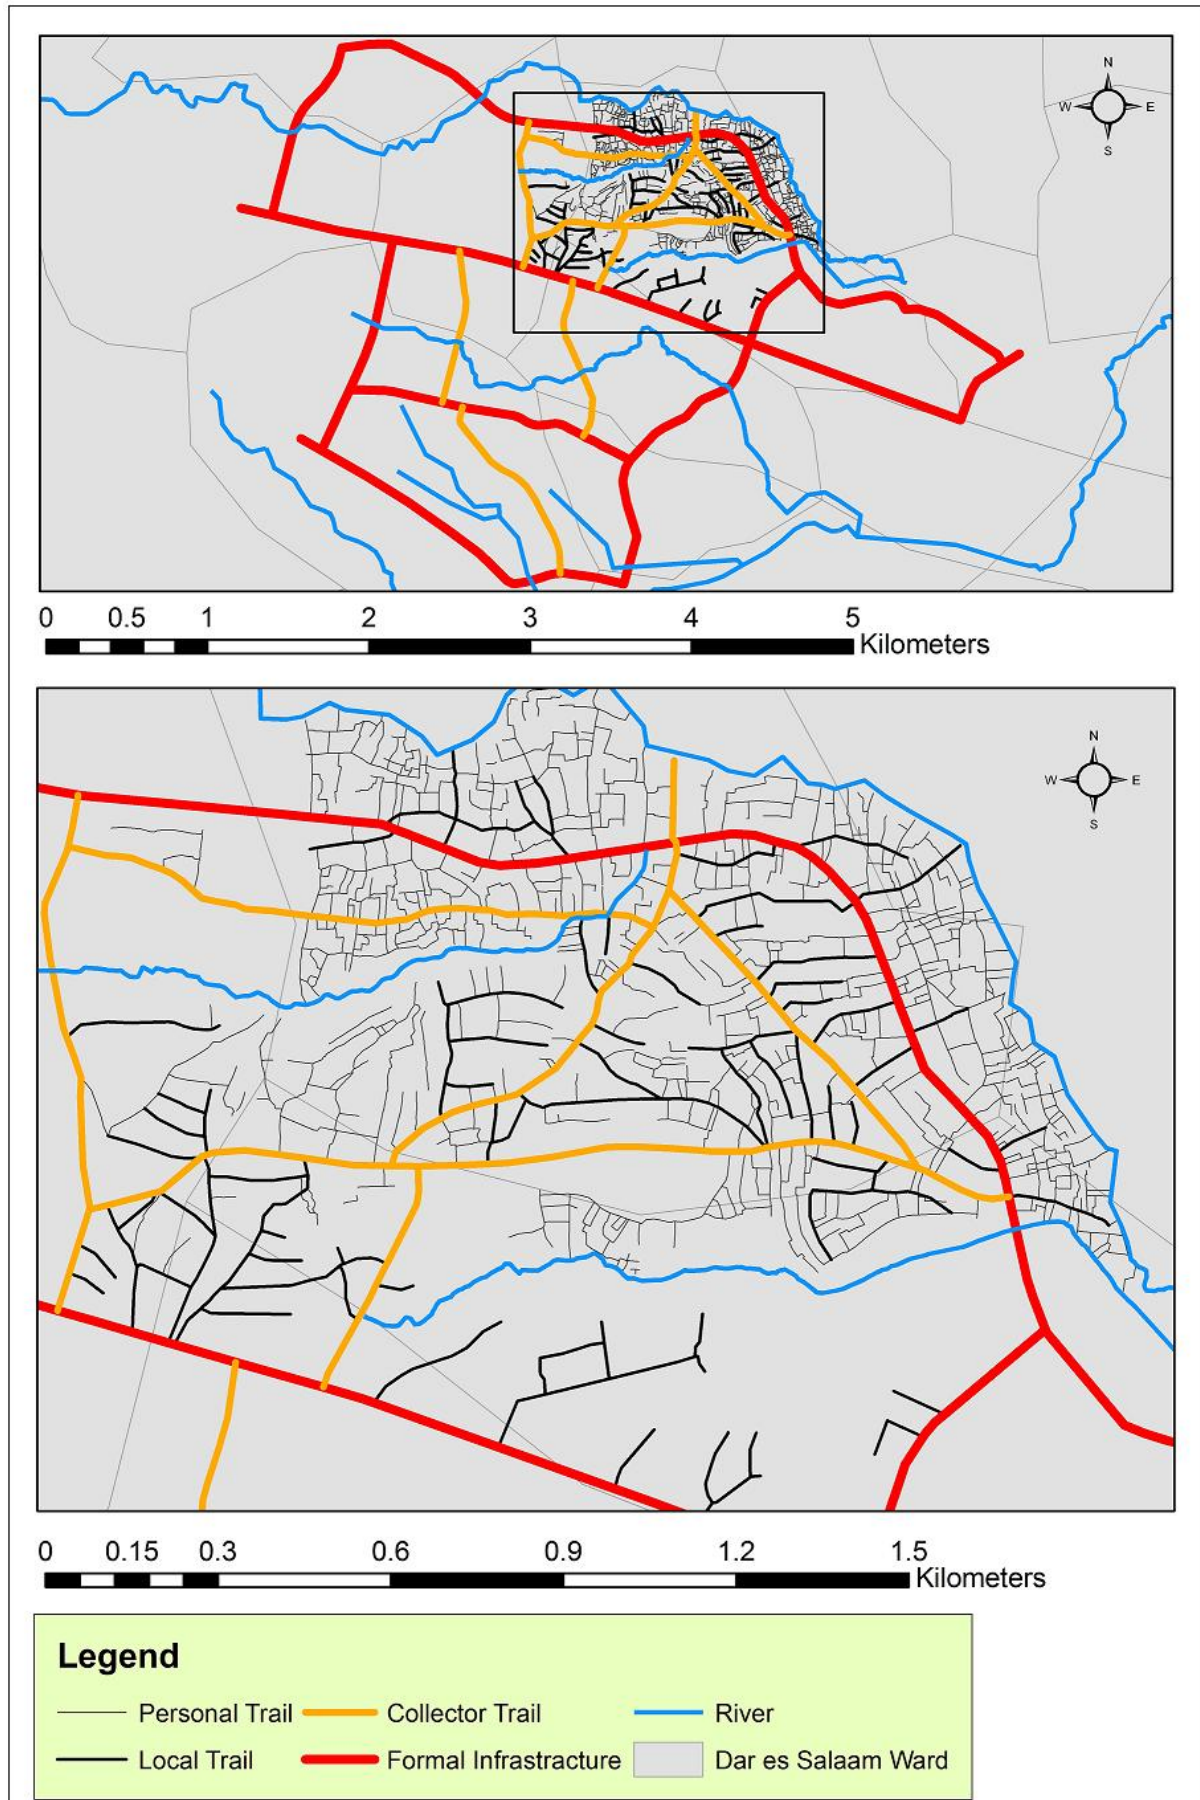 N
W E
S
0 0.5 1 2 3 4 5
Kilometers
N
W E
S
0 0.15 0.3 0.6 0.9 1.2 1.5
Kilometers
Legend
Personal Trail Collector Trail River
Local Trail Formal Infrastracture Dar es Salaam Ward